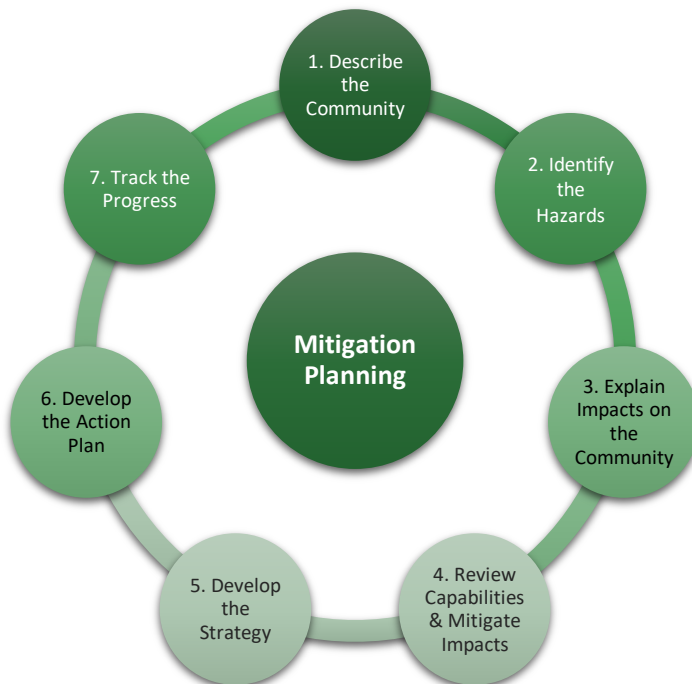 1. Describe
the
Community
2. Identify
the
Hazards
3. Explain
Impacts on
the
Community
4. Review
Capabilities
& Mitigate
Impacts
5. Develop
the
Strategy
6. Develop
the Action
Plan
7. Track the
Progress
Mitigation
Planning